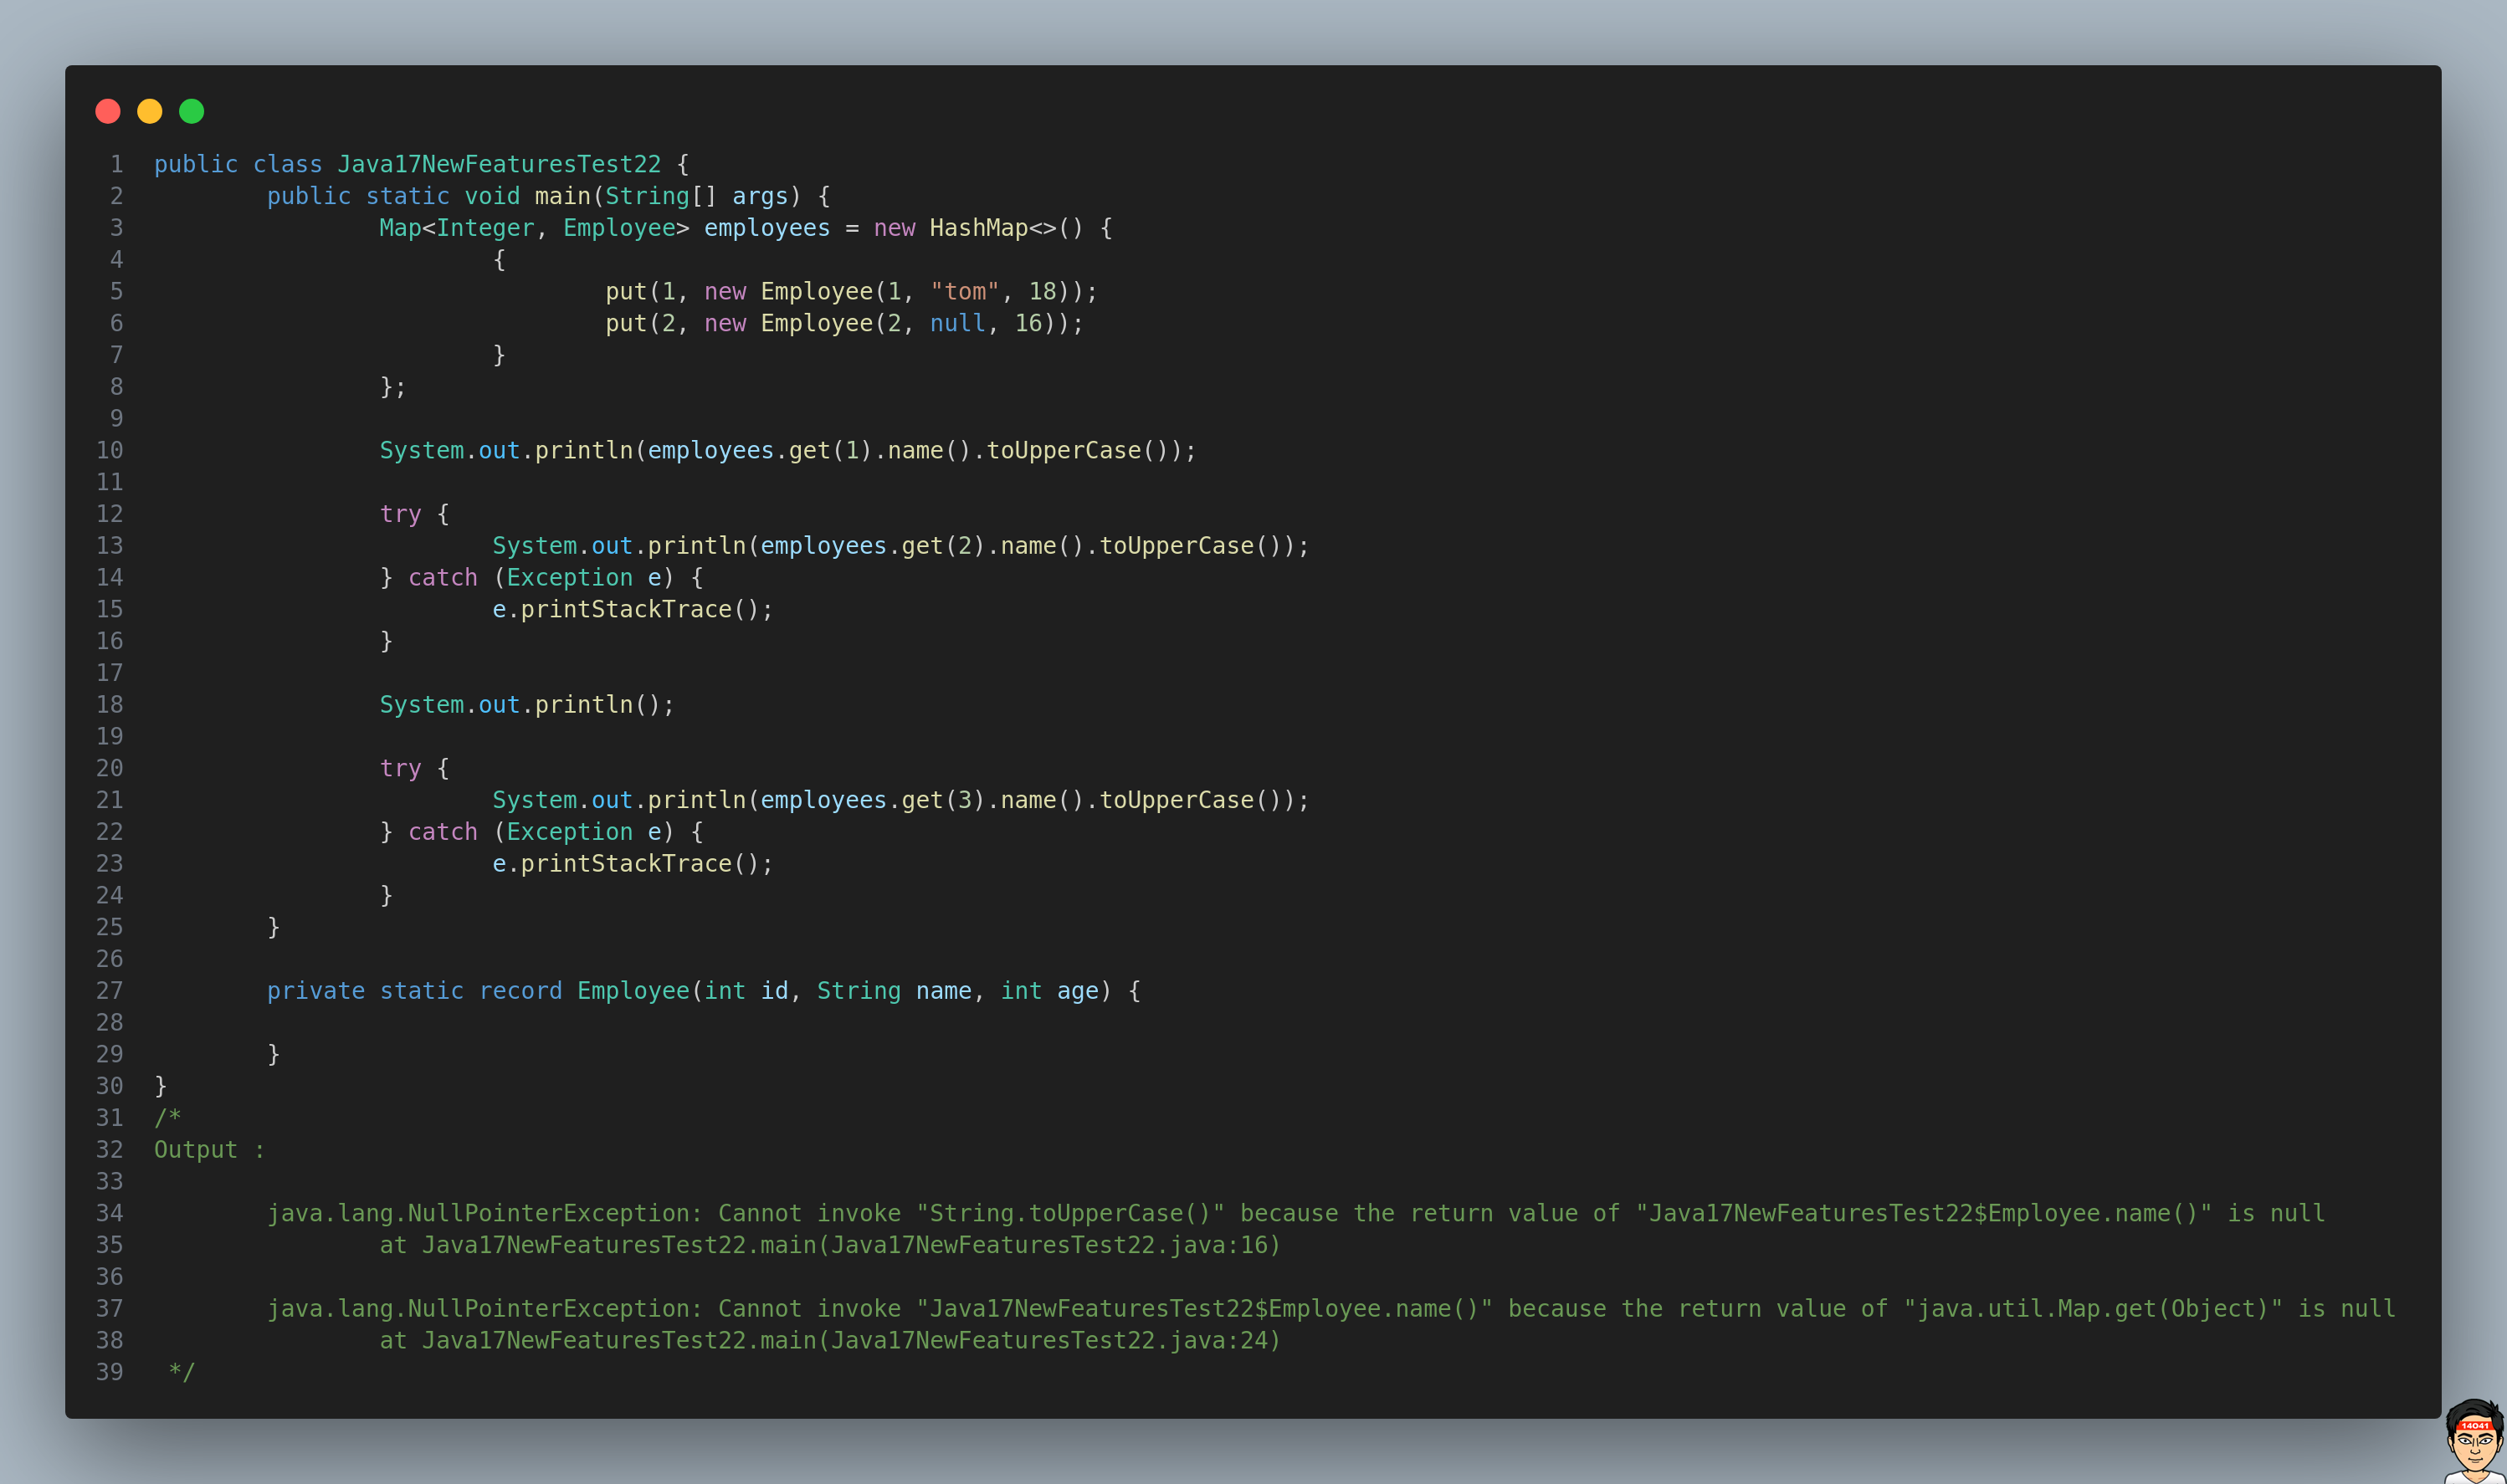 1 public class Java17NewFeaturesTest22 {
2 public static void main(String[] args) {
3 Map<Integer, Employee> employees = new HashMap<>() {
4 {
5 put(1, new Employee(1, "tom", 18));
6 put(2, new Employee(2, null, 16));
7 }
8 };
9
10 System.out.println(employees.get(1).name().toUpperCase());
11
12 try {
13 System.out.println(employees.get(2).name().toUpperCase());
14 } catch (Exception e) {
15 e.printStackTrace();
16 }
17
18 System.out.println();
19
20 try {
21 System.out.println(employees.get(3).name().toUpperCase());
22 } catch (Exception e) {
23 e.printStackTrace();
24 }
25 }
26
27 private static record Employee(int id, String name, int age) {
28
29 }
30 }
31 /*
32 Output :
33
34 java.lang.NullPointerException: Cannot invoke "String.toUpperCase()" because the return value of "Java17NewFeaturesTest22$Employee.name()" is null
35 at Java17NewFeaturesTest22.main(Java17NewFeaturesTest22.java:16)
36
37 java.lang.NullPointerException: Cannot invoke "Java17NewFeaturesTest22$Employee.name()" because the return value of "java.util.Map.get(Object)" is null
38 at Java17NewFeaturesTest22.main(Java17NewFeaturesTest22.java:24)
39 */
14041